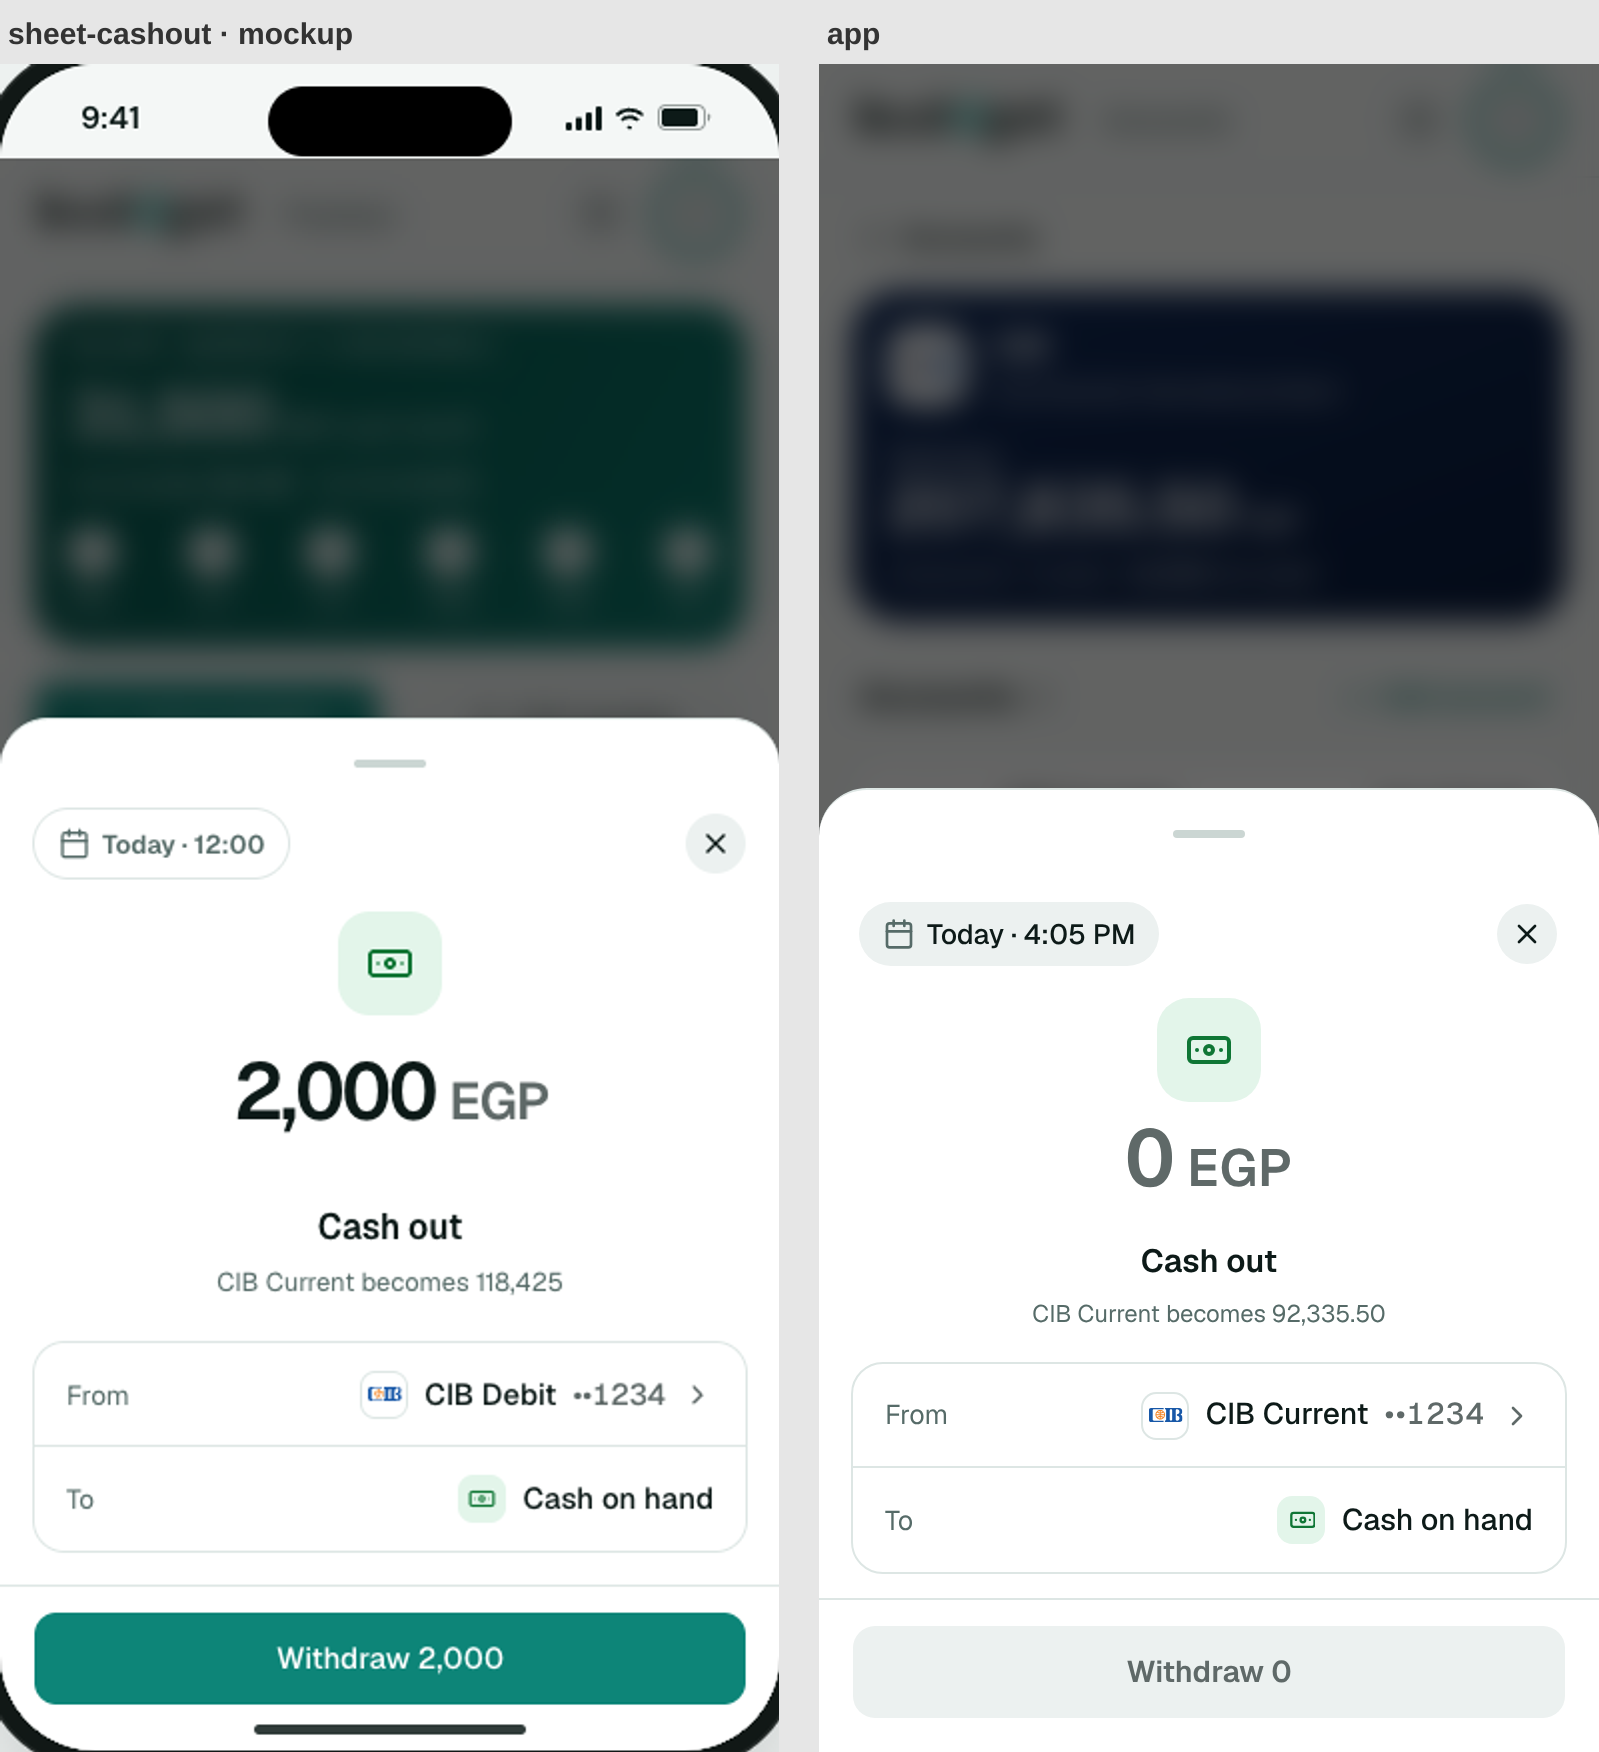 sheet-cashout · mockup
9:41
Today · 12:00
2,000 EGP
Cash out
CIB Current becomes 118,425
From
CIB
CIB Debit ••1234
To
Cash on hand
Withdraw 2,000
app
Today · 4:05 PM
0 EGP
Cash out
CIB Current becomes 92,335.50
From
CIB
CIB Current ••1234
To
Cash on hand
Withdraw 0